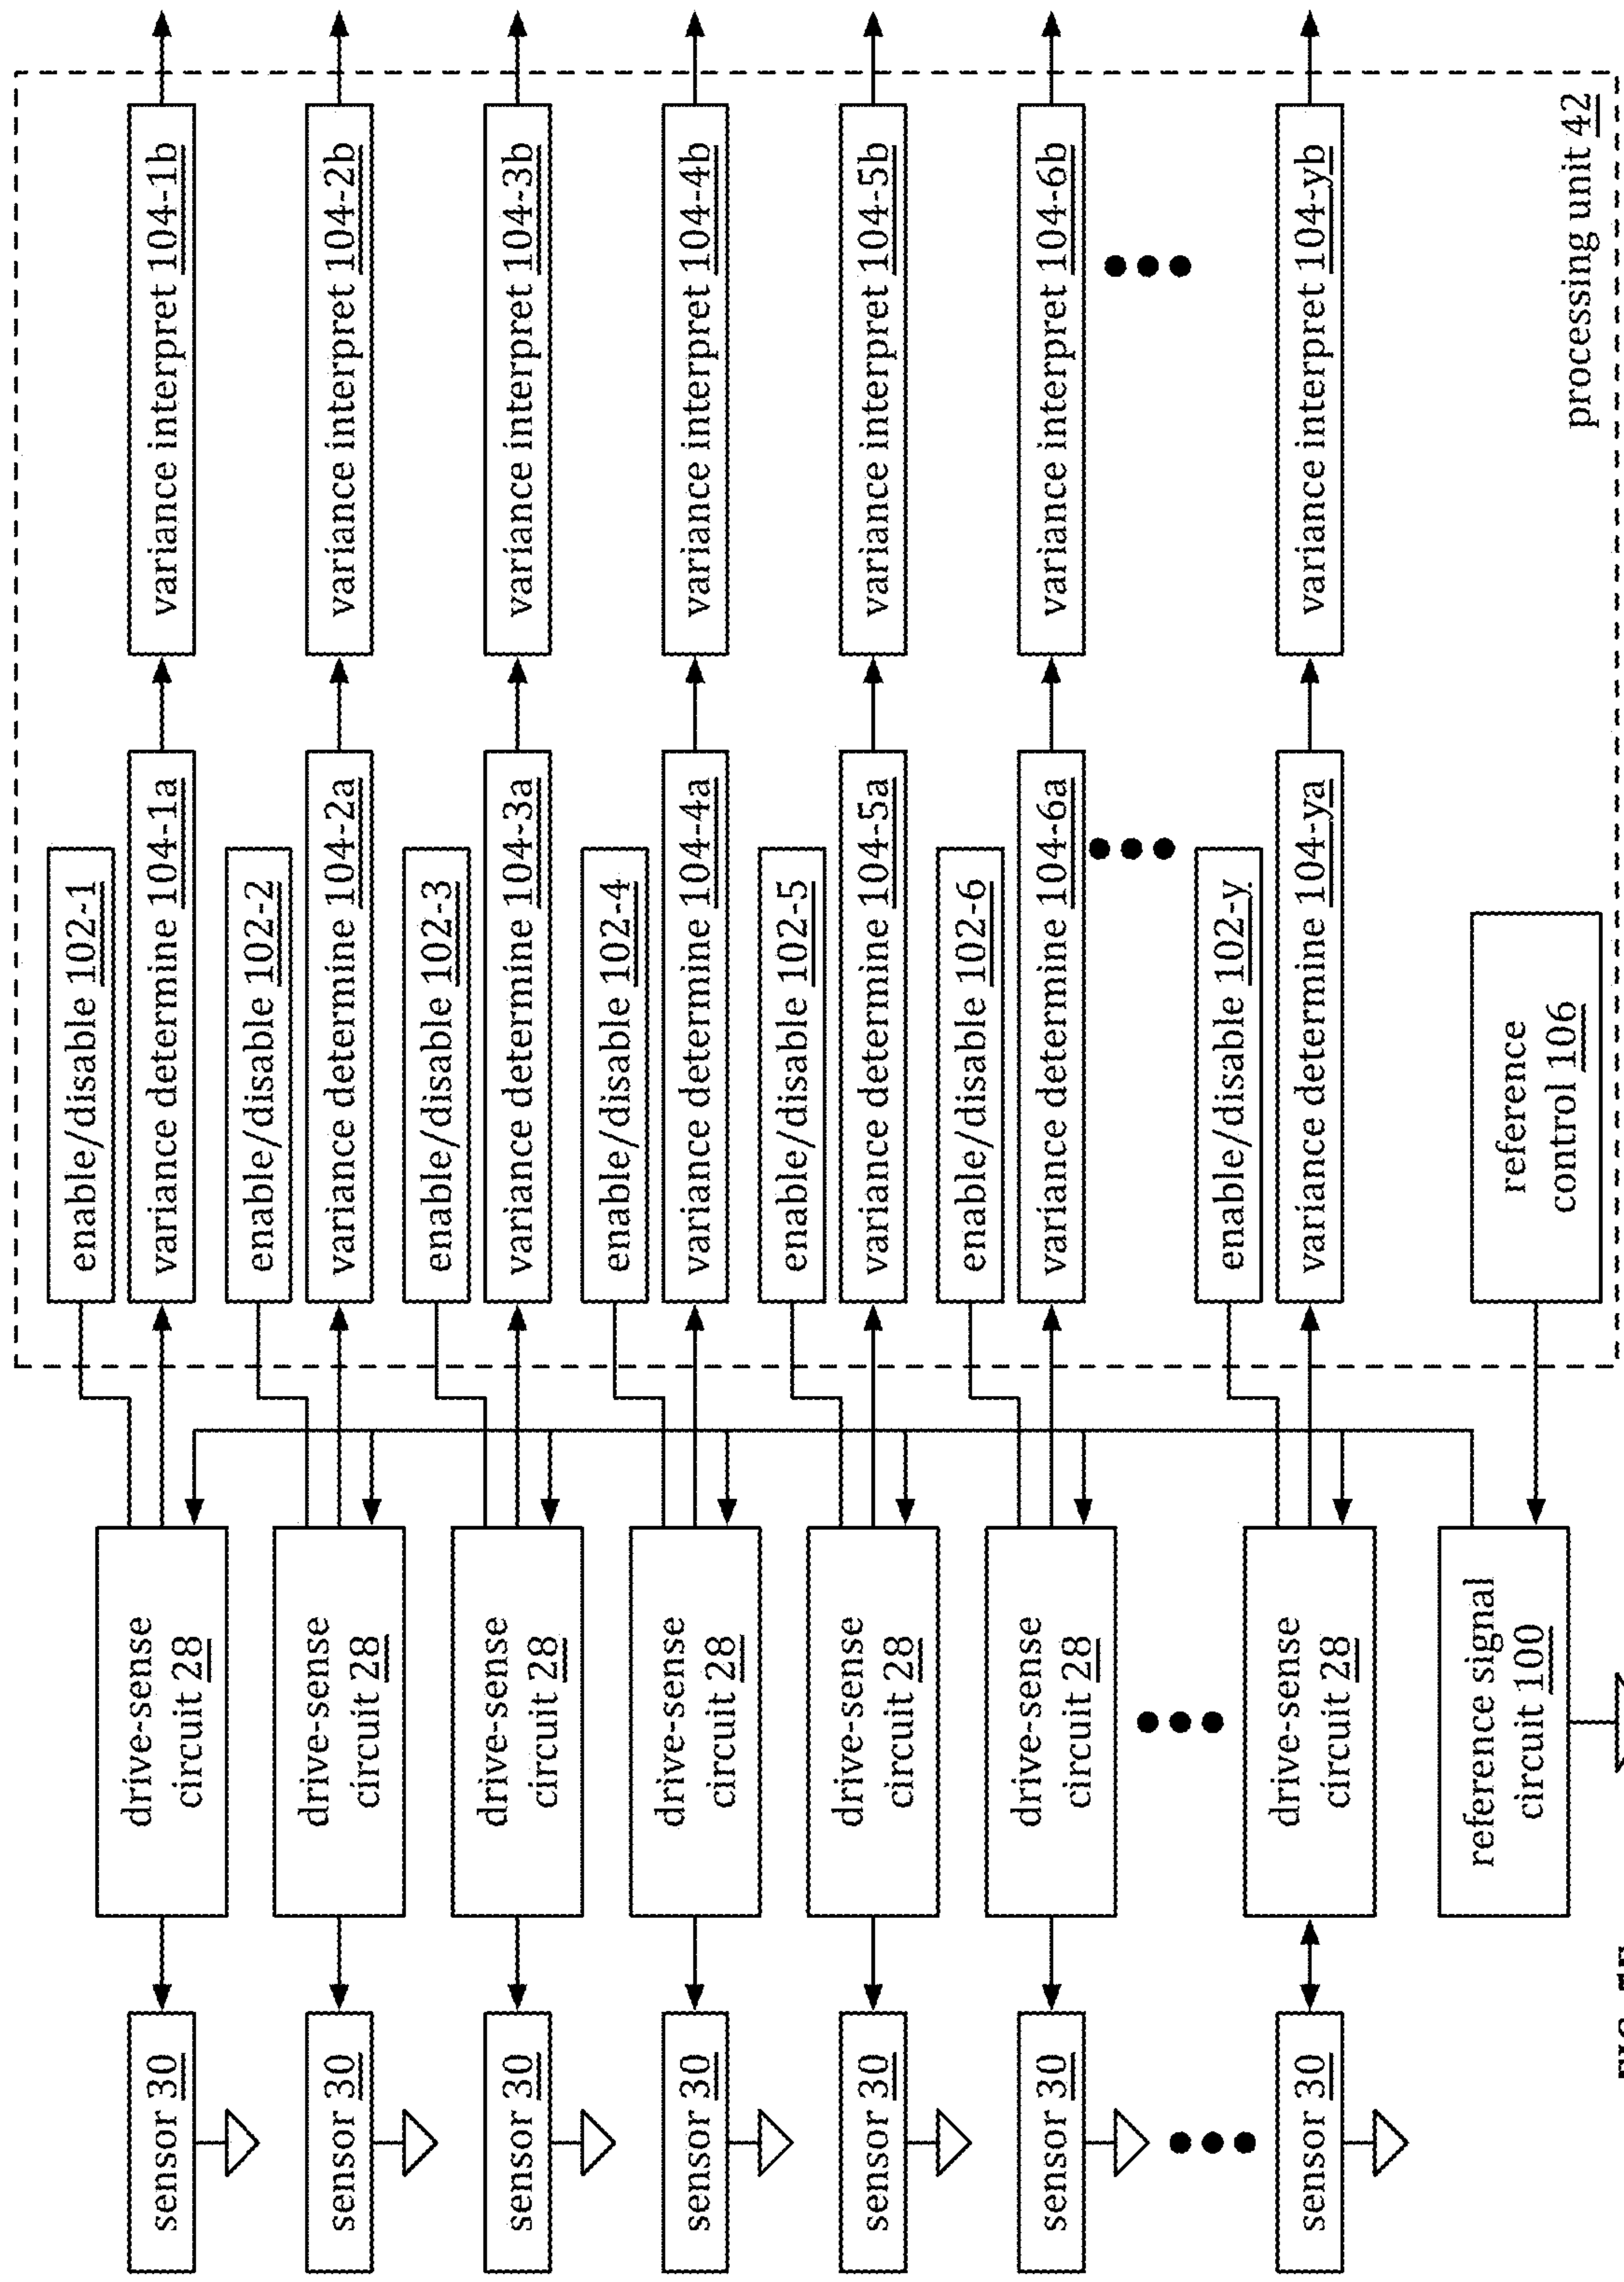 enable/disable 102-1
sensor 30
drive-sense
circuit 28
variance determine 104-1a
variance interpret 104-1b
enable/disable 102-2
sensor 30
drive-sense
circuit 28
variance determine 104-2a
variance interpret 104-2b
enable/disable 102-3
sensor 30
drive-sense
circuit 28
variance determine 104-3a
variance interpret 104-3b
enable/disable 102-4
sensor 30
drive-sense
circuit 28
variance determine 104-4a
variance interpret 104-4b
enable/disable 102-5
sensor 30
drive-sense
circuit 28
variance determine 104-5a
variance interpret 104-5b
enable/disable 102-6
sensor 30
drive-sense
circuit 28
variance determine 104-6a
variance interpret 104-6b
enable/disable 102-y
sensor 30
drive-sense
circuit 28
variance determine 104-ya
variance interpret 104-yb
reference signal
circuit 100
reference
control 106
processing unit 42